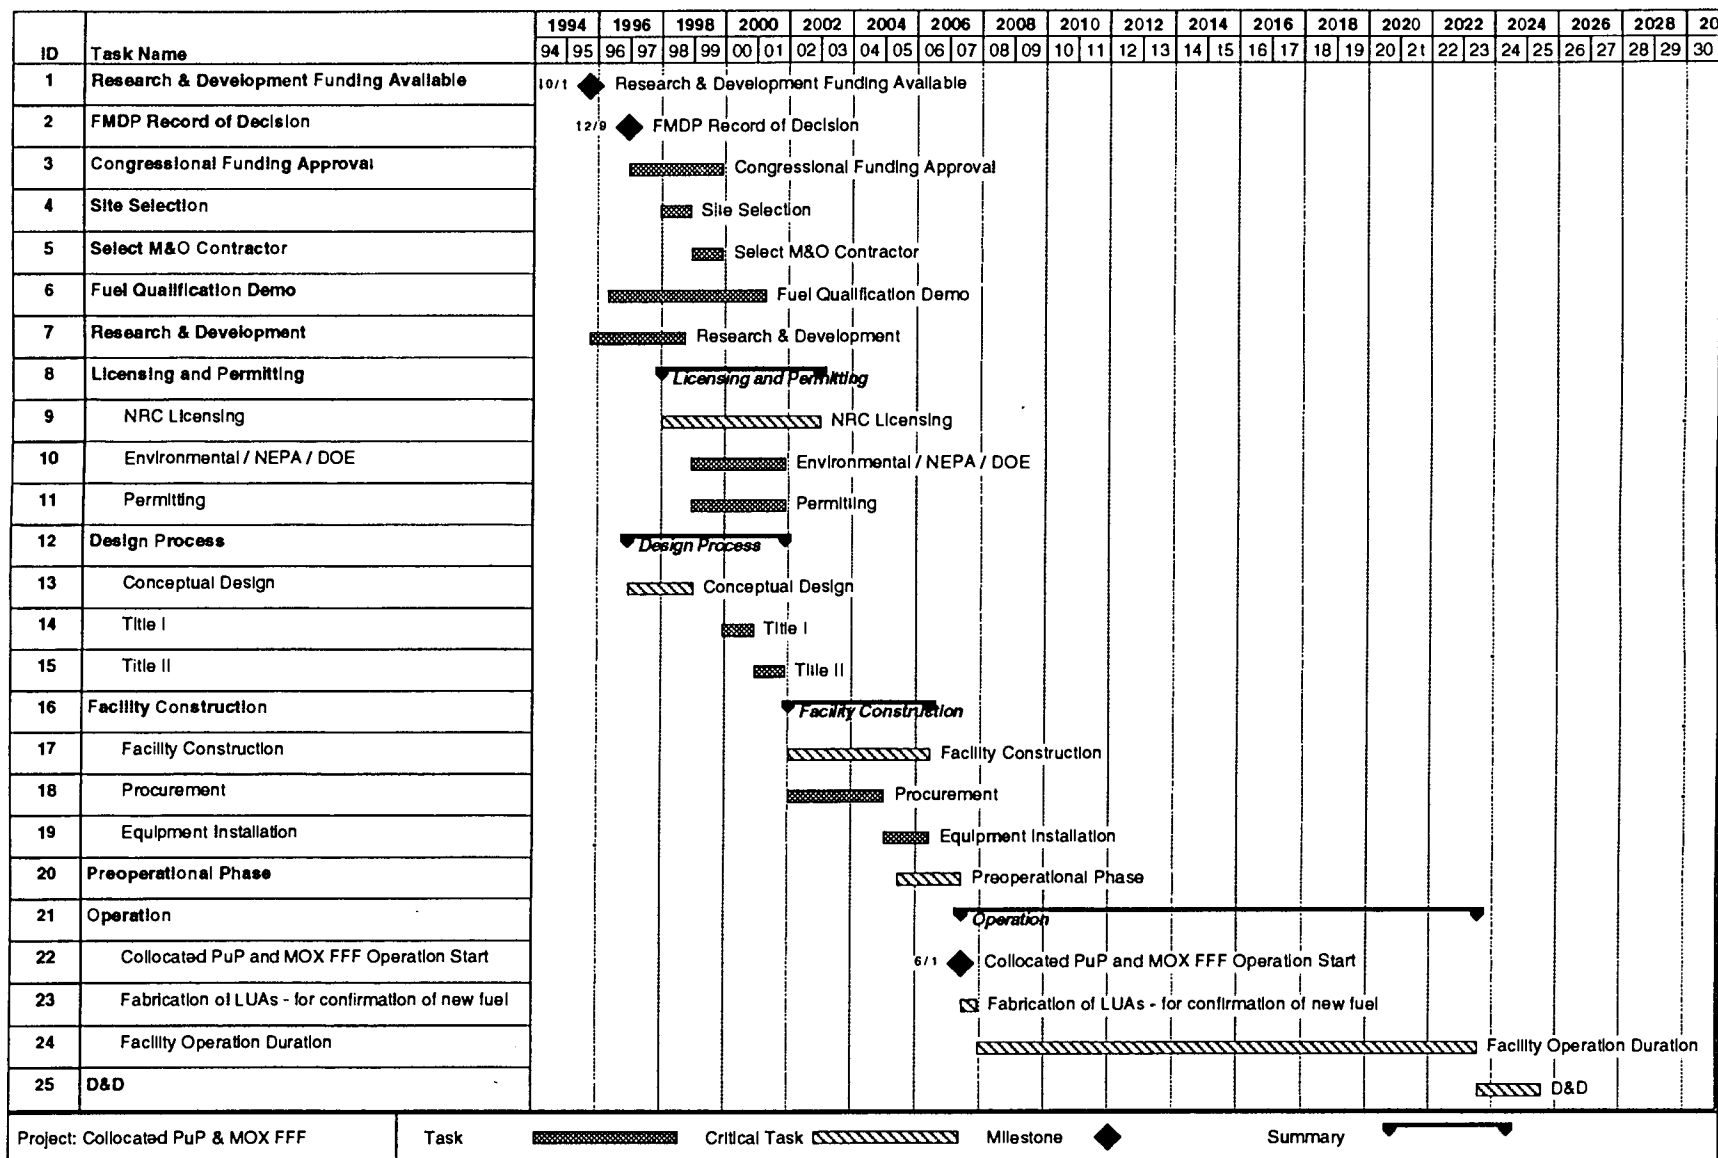 1994 1996 1998 2000 2002 2004 2006 2008 2010 2012 2014 2016 2018 2020 2022 2024 2026 2028 20
ID Task Name 94 95 96 97 98 99 00 01 02 03 04 05 06 07 08 09 10 11 12 13 14 15 16 17 18 19 20 21 22 23 24 25 26 27 28 29 30
1 Research & Development Funding Available 10/1 Research & Development Funding Available
2 FMDP Record of Decision 12/9 FMDP Record of Decision
3 Congressional Funding Approval Congressional Funding Approval
4 Site Selection Site Selection
5 Select M&O Contractor Select M&O Contractor
6 Fuel Qualification Demo Fuel Qualification Demo
7 Research & Development Research & Development
8 Licensing and Permitting Licensing and Permitting
9 NRC Licensing NRC Licensing
10 Environmental / NEPA / DOE Environmental / NEPA / DOE
11 Permitting Permitting
12 Design Process Design Process
13 Conceptual Design Conceptual Design
14 Title I Title I
15 Title II Title II
16 Facility Construction Facility Construction
17 Facility Construction Facility Construction
18 Procurement Procurement
19 Equipment Installation Equipment Installation
20 Preoperational Phase Preoperational Phase
21 Operation Operation
22 Collocated PuP and MOX FFF Operation Start 6/1 Collocated PuP and MOX FFF Operation Start
23 Fabrication of LUAs - for confirmation of new fuel Fabrication of LUAs - for confirmation of new fuel
24 Facility Operation Duration Facility Operation Duration
25 D&D D&D
Project: Collocated PuP & MOX FFF Task Critical Task Milestone Summary